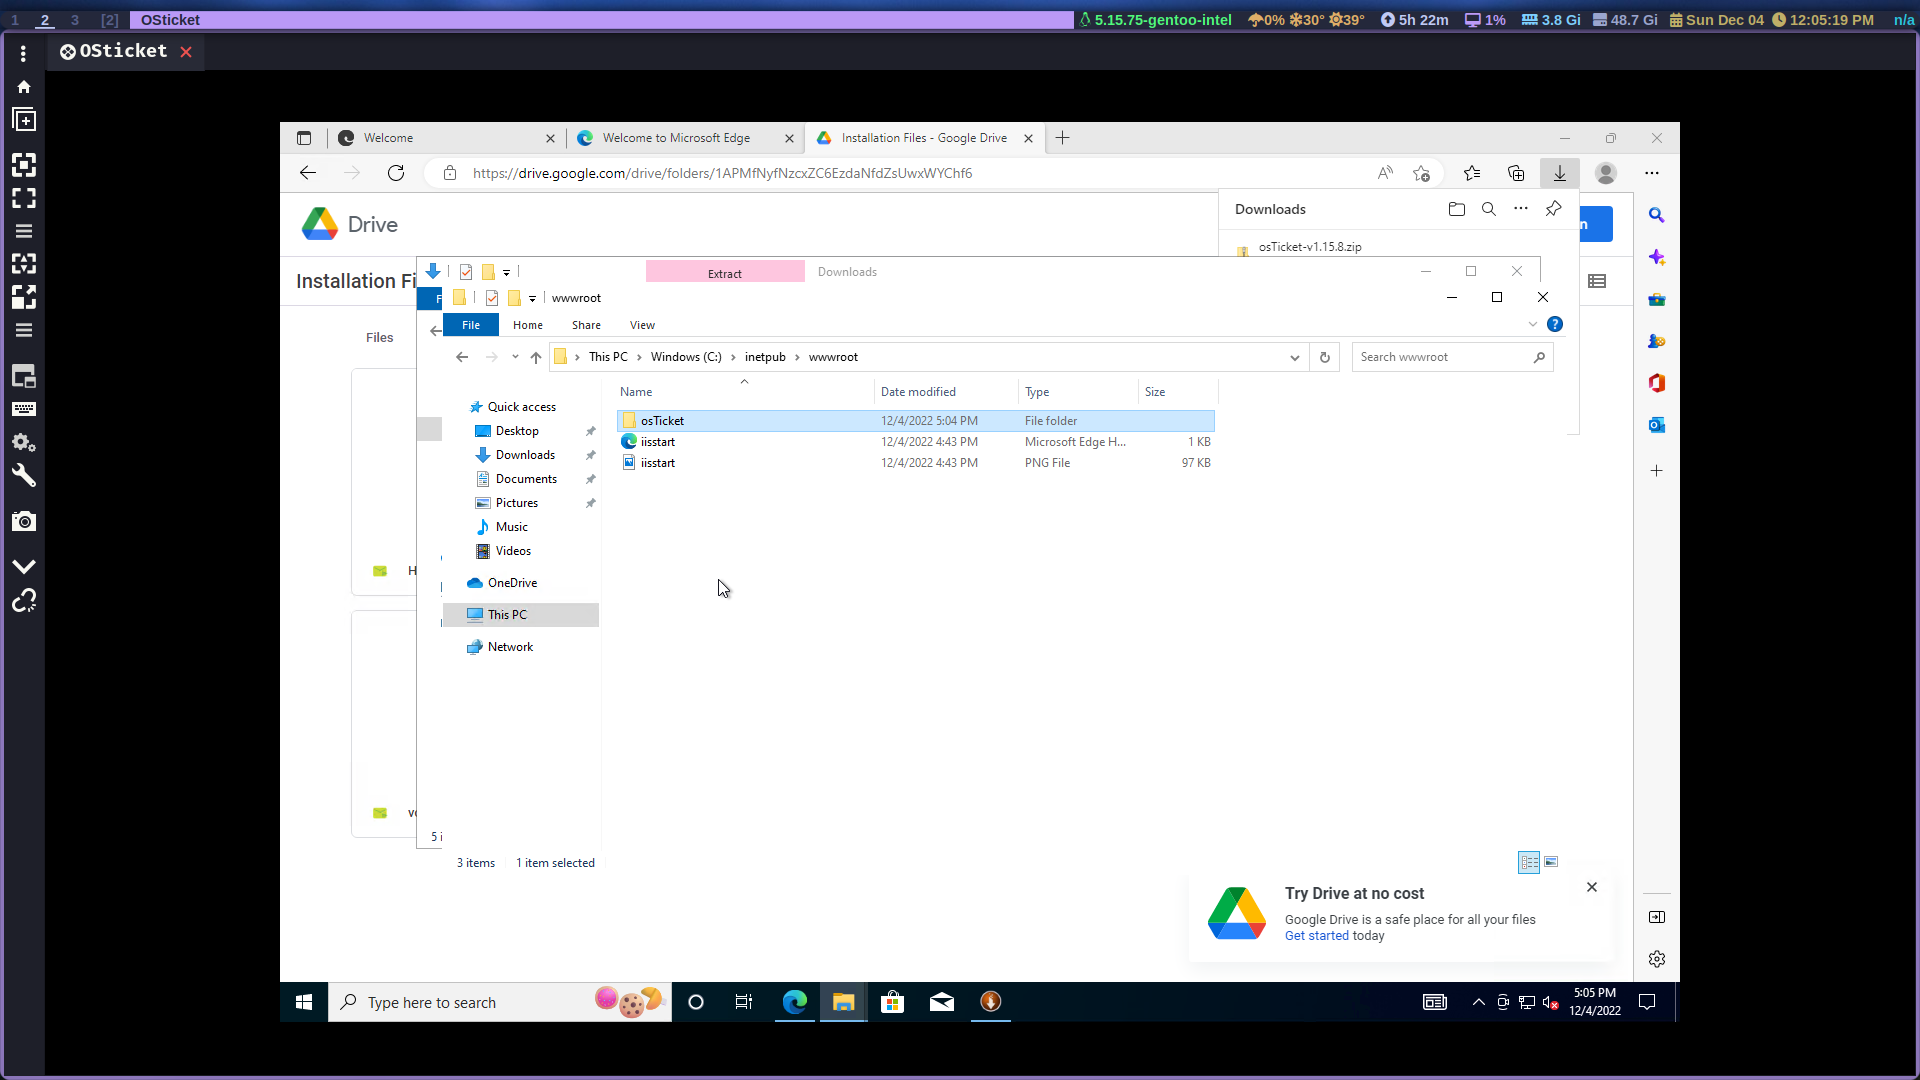 1 2 3 [2] OSticket 5.15.75-gentoo-intel 0% 30° 39° 5h 22m 1% 3.8 Gi 48.7 Gi Sun Dec 04 12:05:19 PM n/a
OSticket
Welcome Welcome to Microsoft Edge Installation Files - Google Drive
https://drive.google.com/drive/folders/1APMfNyfNzcxZC6EzdaNfdZsUwxWYChf6
Drive
Downloads
n
osTicket-v1.15.8.zip
Installation Fi
Extract Downloads
F wwwroot
File Home Share View
Files
This PC Windows (C:) inetpub wwwroot
Search wwwroot
Name Date modified Type Size
Quick access
Desktop
Downloads
Documents
Pictures
Music
Videos
OneDrive
This PC
Network
osTicket 12/4/2022 5:04 PM File folder
iisstart 12/4/2022 4:43 PM Microsoft Edge H... 1 KB
iisstart 12/4/2022 4:43 PM PNG File 97 KB
H
5 i
3 items 1 item selected
Try Drive at no cost
Google Drive is a safe place for all your files
Get started today
Type here to search
5:05 PM
12/4/2022